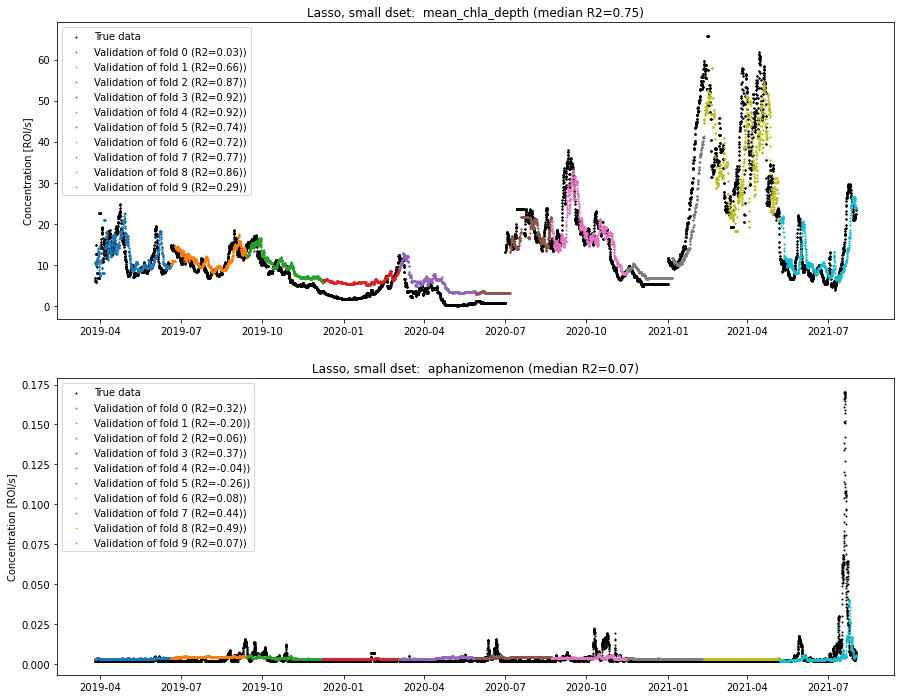 Lasso, small dset:  mean_chla_depth (median R2=0.75)
Concentration [ROI/s]
60
50
40
30
20
10
0
True data
Validation of fold 0 (R2=0.03))
Validation of fold 1 (R2=0.66))
Validation of fold 2 (R2=0.87))
Validation of fold 3 (R2=0.92))
Validation of fold 4 (R2=0.92))
Validation of fold 5 (R2=0.74))
Validation of fold 6 (R2=0.72))
Validation of fold 7 (R2=0.77))
Validation of fold 8 (R2=0.86))
Validation of fold 9 (R2=0.29))
2019-04 2019-07 2019-10 2020-01 2020-04 2020-07 2020-10 2021-01 2021-04 2021-07
Lasso, small dset:  aphanizomenon (median R2=0.07)
Concentration [ROI/s]
0.175
0.150
0.125
0.100
0.075
0.050
0.025
0.000
True data
Validation of fold 0 (R2=0.32))
Validation of fold 1 (R2=-0.20))
Validation of fold 2 (R2=0.06))
Validation of fold 3 (R2=0.37))
Validation of fold 4 (R2=-0.04))
Validation of fold 5 (R2=-0.26))
Validation of fold 6 (R2=0.08))
Validation of fold 7 (R2=0.44))
Validation of fold 8 (R2=0.49))
Validation of fold 9 (R2=0.07))
2019-04 2019-07 2019-10 2020-01 2020-04 2020-07 2020-10 2021-01 2021-04 2021-07